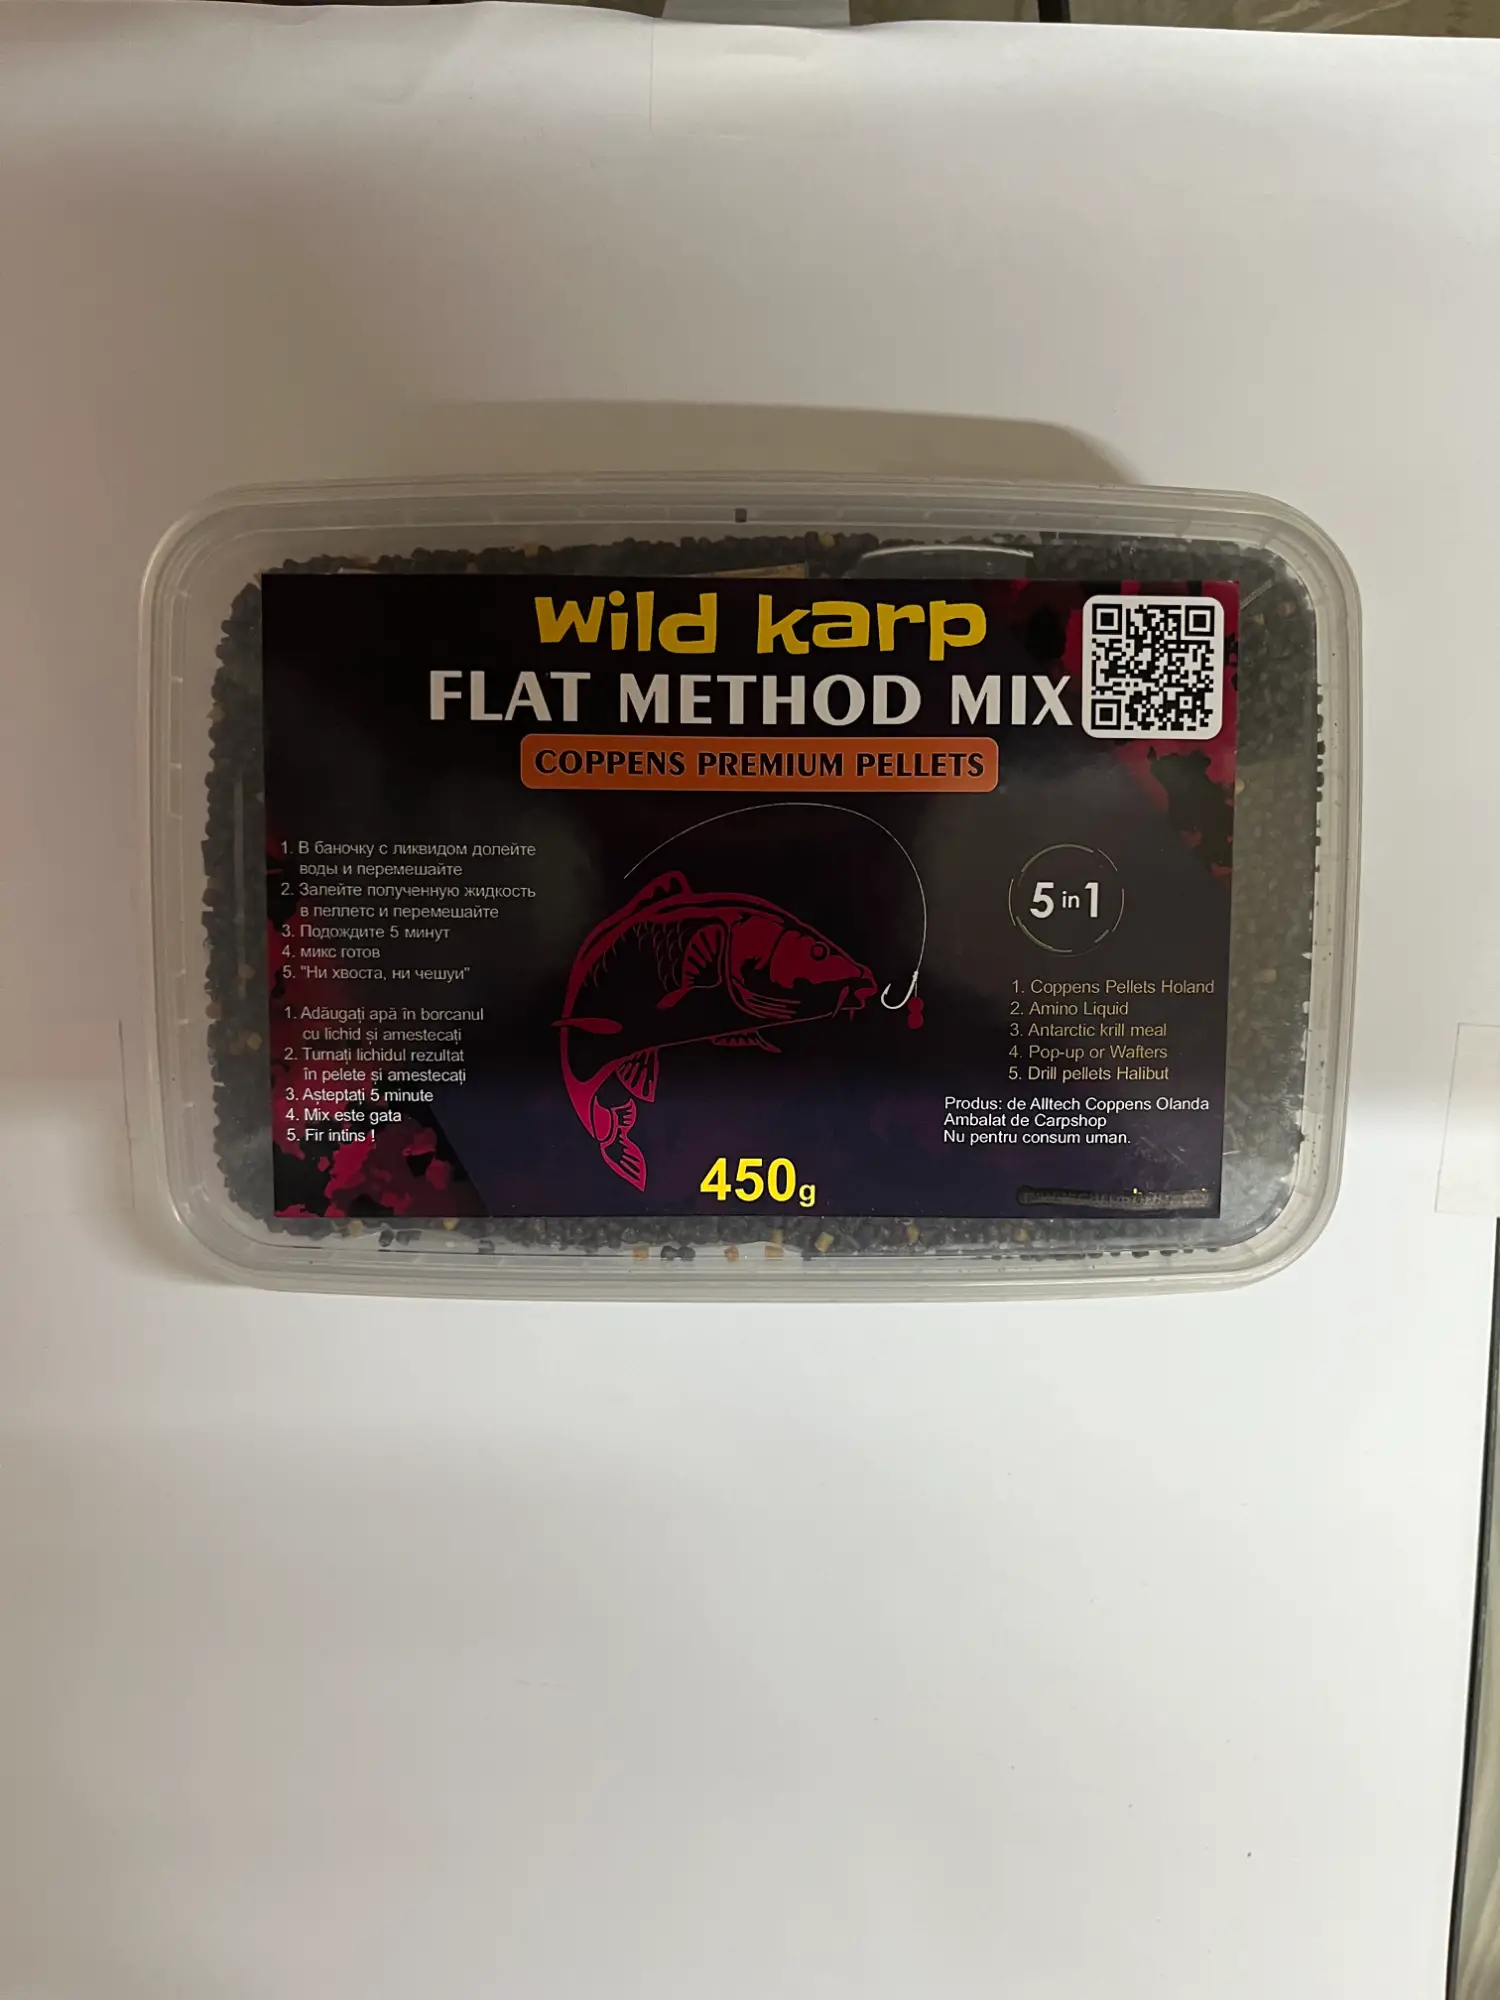 wild karp
FLAT METHOD MIX
COPPENS PREMIUM PELLETS
1. В баночку с ликвидом долейте
воды и перемешайте
2. Залейте полученную жидкость
в пеллетс и перемешайте
3. Подождите 5 минут
4. микс готов
5. "Ни хвоста, ни чешуи"
1. Adăugați apă în borcanul
cu lichid și amestecați
2. Turnați lichidul rezultat
în pelete și amestecați
3. Așteptați 5 minute
4. Mix este gata
5. Fir intins !
5 in 1
1. Coppens Pellets Holand
2. Amino Liquid
3. Antarctic krill meal
4. Pop-up or Wafters
5. Drill pellets Halibut
Produs: de Alltech Coppens Olanda
Ambalat de Carpshop
Nu pentru consum uman.
450g